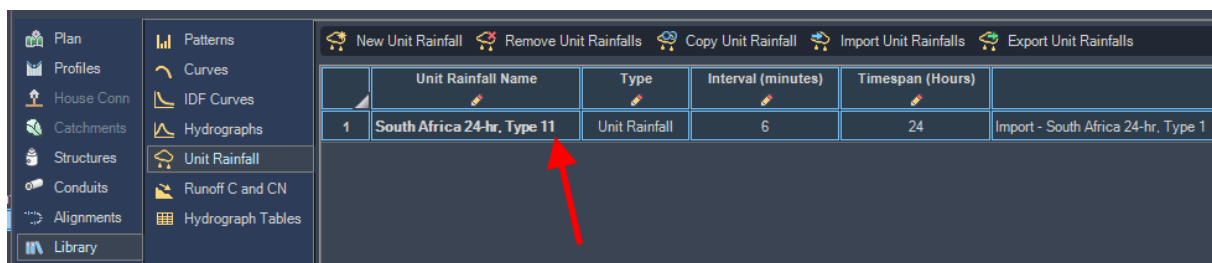 Plan
Profiles
House Conn
Catchments
Structures
Conduits
Alignments
Library
Patterns
Curves
IDF Curves
Hydrographs
Unit Rainfall
Runoff C and CN
Hydrograph Tables
New Unit Rainfall Remove Unit Rainfalls Copy Unit Rainfall Import Unit Rainfalls Export Unit Rainfalls
Unit Rainfall Name Type Interval (minutes) Timespan (Hours)
1 South Africa 24-hr, Type 11 Unit Rainfall 6 24 Import - South Africa 24-hr, Type 1